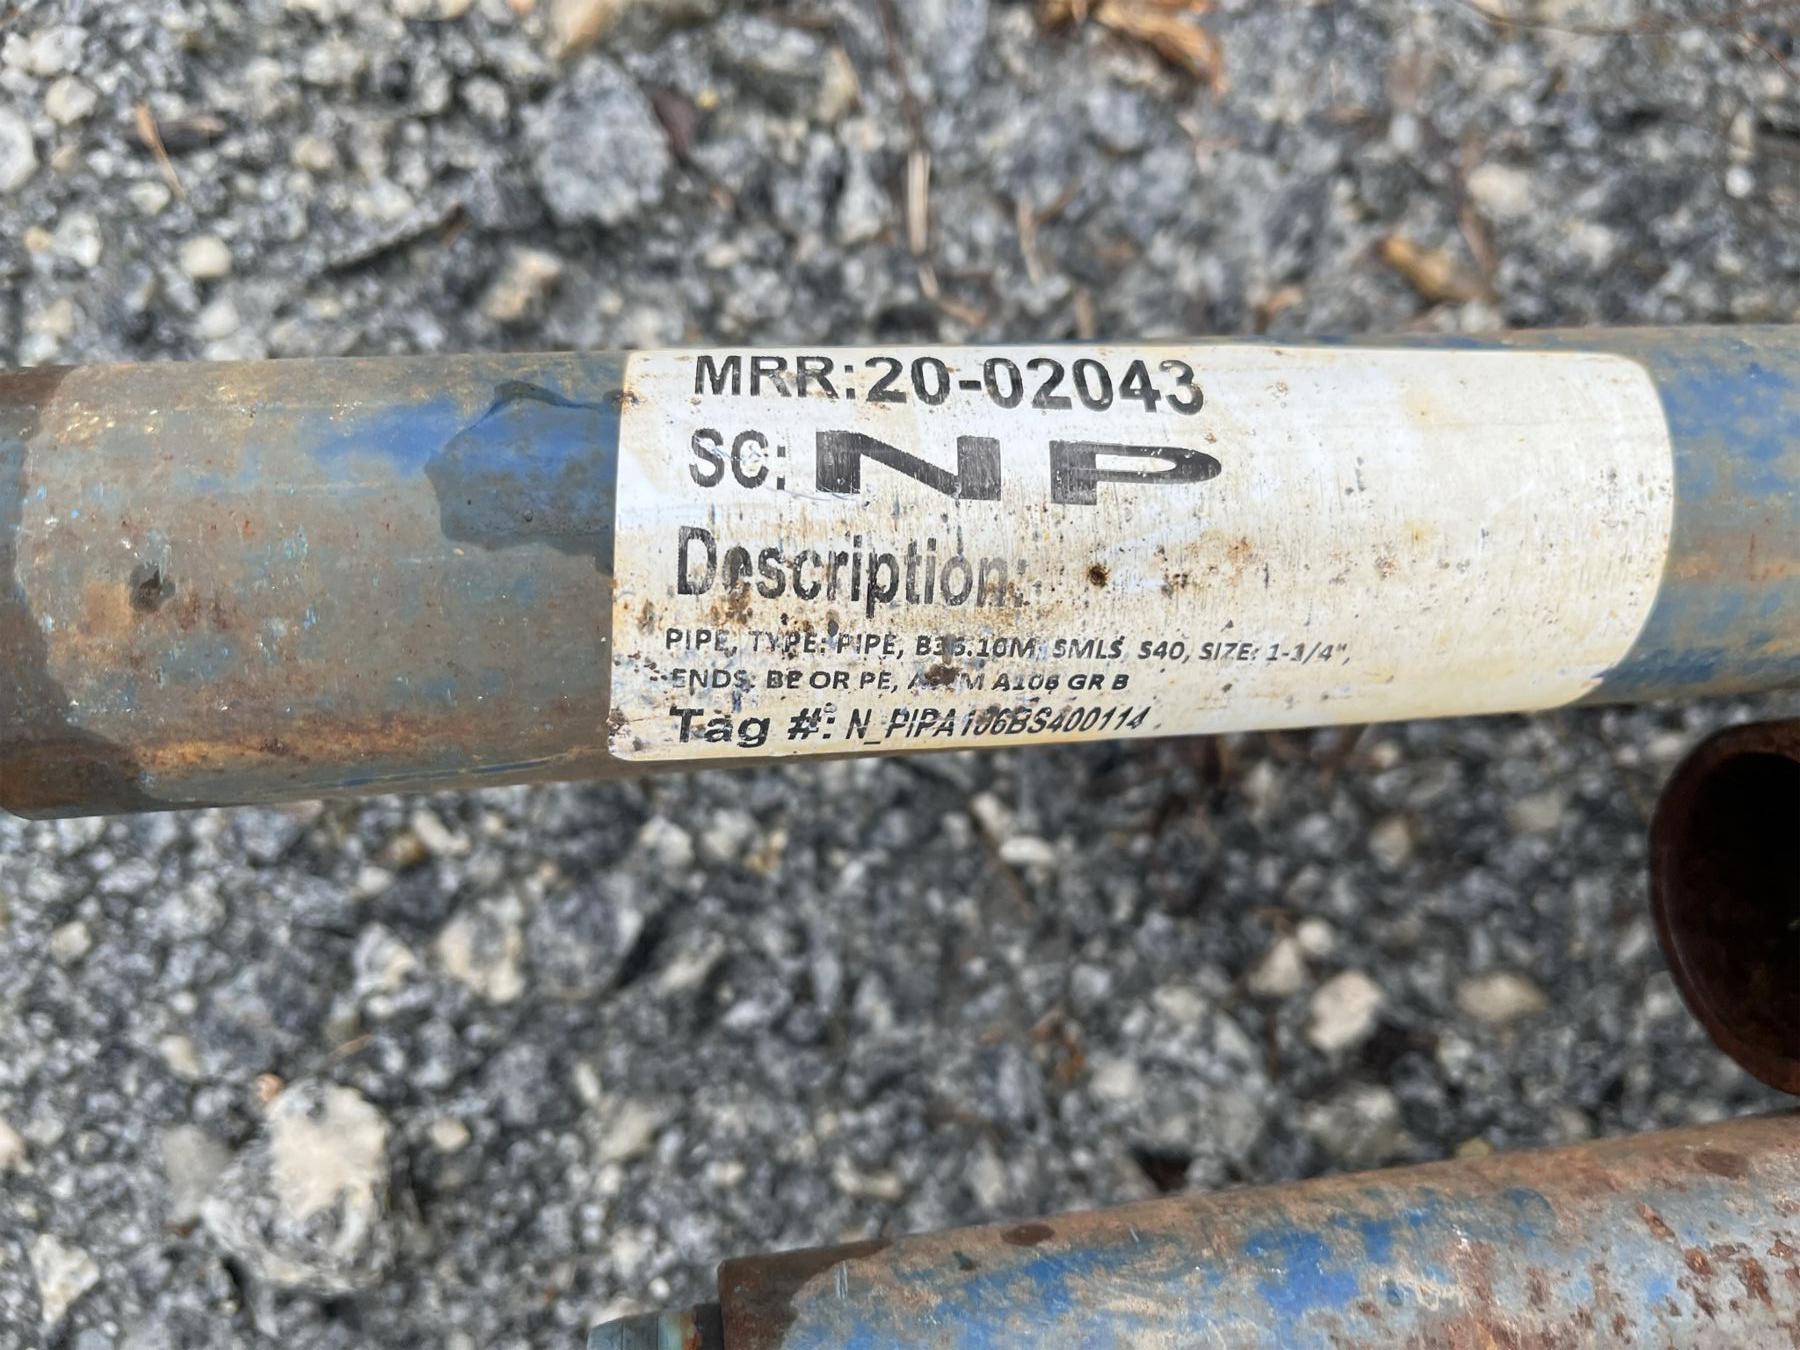 MRR:20-02043
SC: NP
Description:
PIPE, TYPE: PIPE, B36.10M, SMLS, S40, SIZE: 1-1/4",
ENDS: BE OR PE, ASTM A106 GR B
Tag #: N_PIPA106BS400114